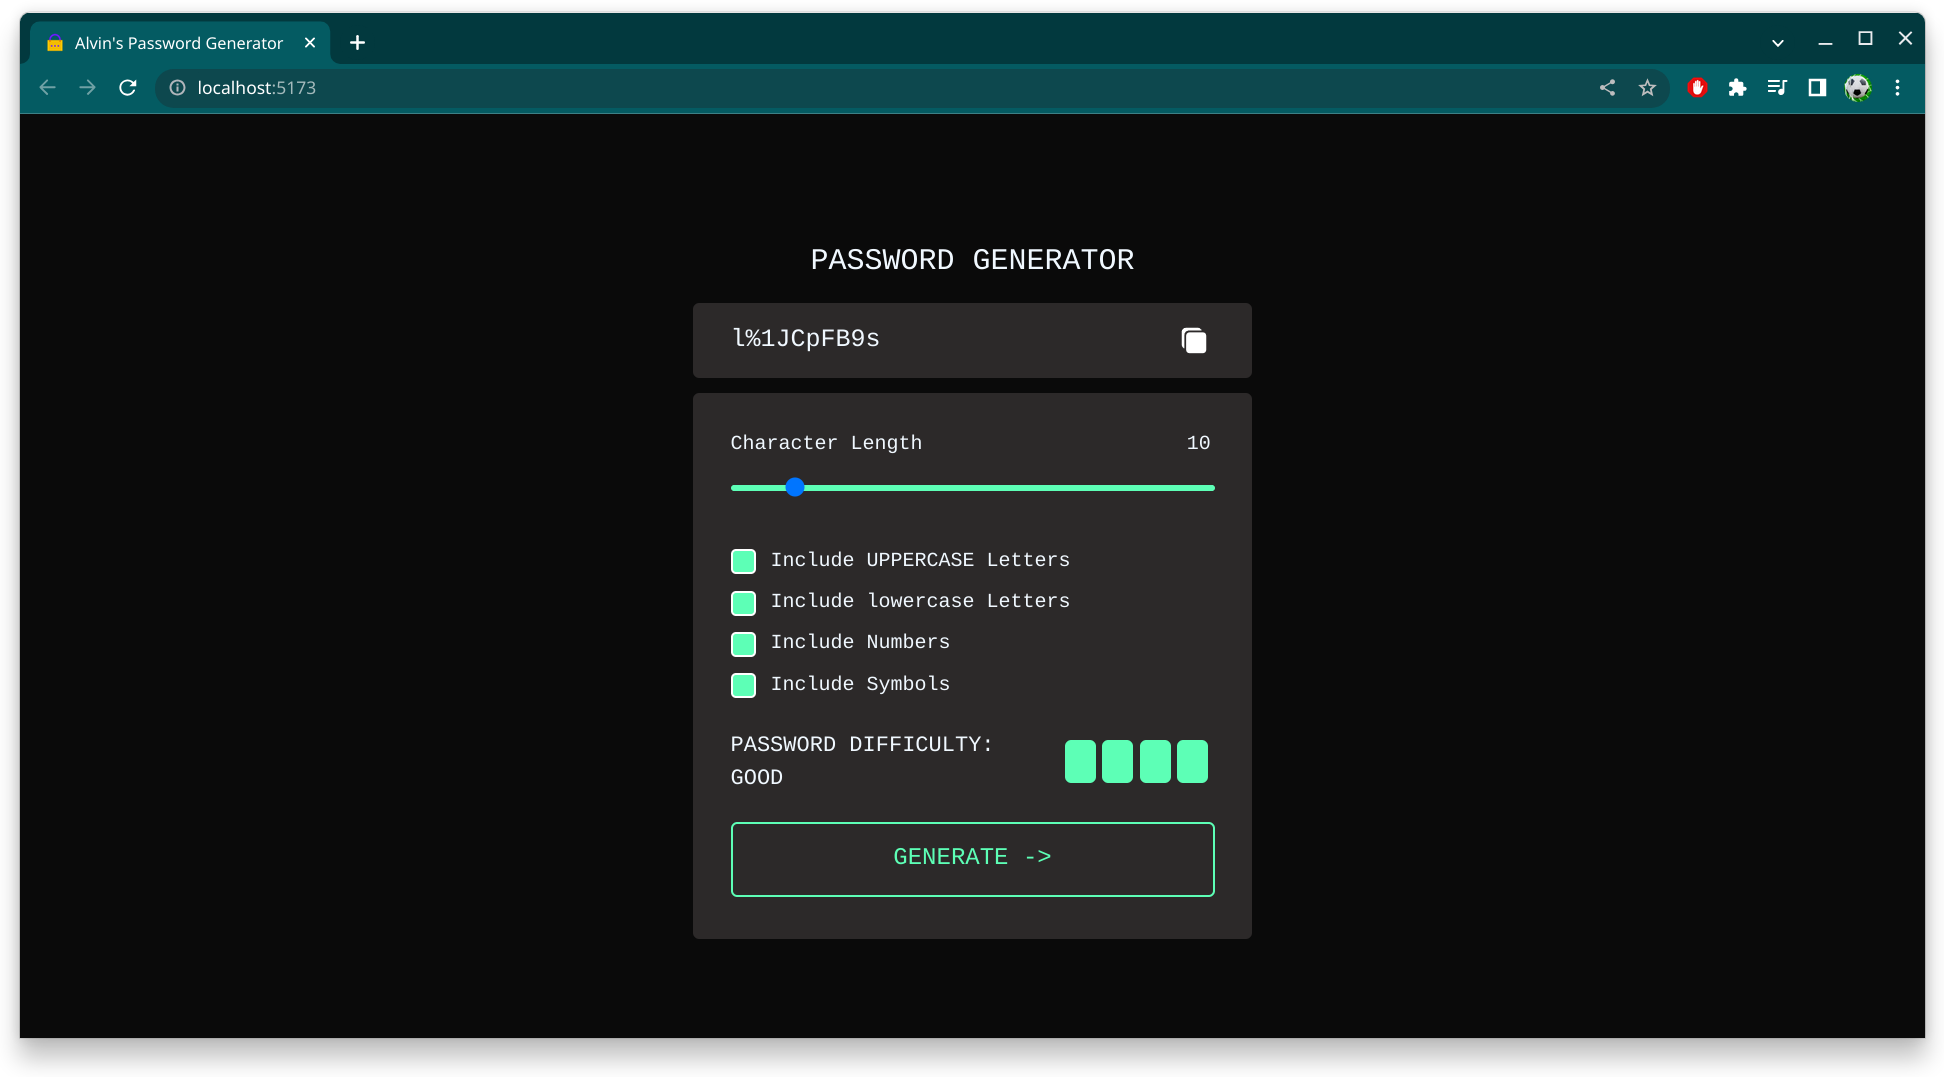 Alvin's Password Generator
localhost:5173
PASSWORD GENERATOR
l%1JCpFB9s
Character Length 10
Include UPPERCASE Letters
Include lowercase Letters
Include Numbers
Include Symbols
PASSWORD DIFFICULTY:
GOOD
GENERATE ->